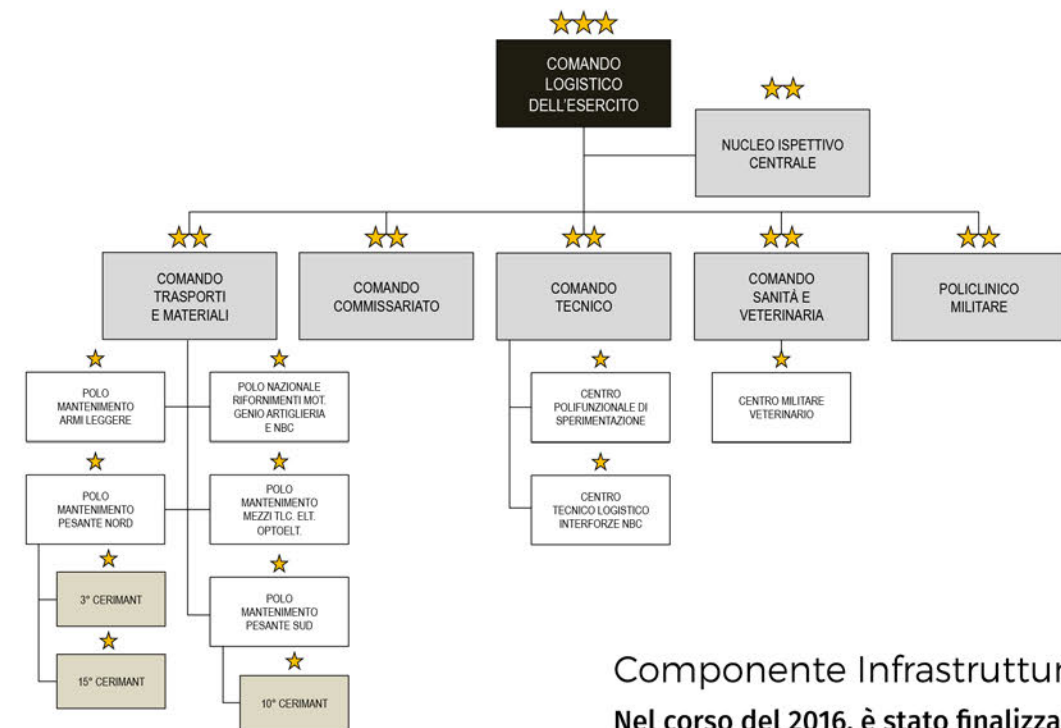 COMANDO
LOGISTICO
DELL'ESERCITO
NUCLEO ISPETTIVO
CENTRALE
COMANDO
TRASPORTI
E MATERIALI
COMANDO
COMMISSARIATO
COMANDO
TECNICO
COMANDO
SANITÀ E
VETERINARIA
POLICLINICO
MILITARE
POLO
MANTENIMENTO
ARMI LEGGERE
POLO NAZIONALE
RIFORNIMENTI MOT.
GENIO ARTIGLIERIA
E NBC
CENTRO
POLIFUNZIONALE DI
SPERIMENTAZIONE
CENTRO MILITARE
VETERINARIO
POLO
MANTENIMENTO
PESANTE NORD
POLO
MANTENIMENTO
MEZZI TLC. ELT.
OPTOELT.
CENTRO
TECNICO LOGISTICO
INTERFORZE NBC
3° CERIMANT
POLO
MANTENIMENTO
PESANTE SUD
15° CERIMANT
10° CERIMANT
Componente Infrastruttur
Nel corso del 2016, è stato finalizza